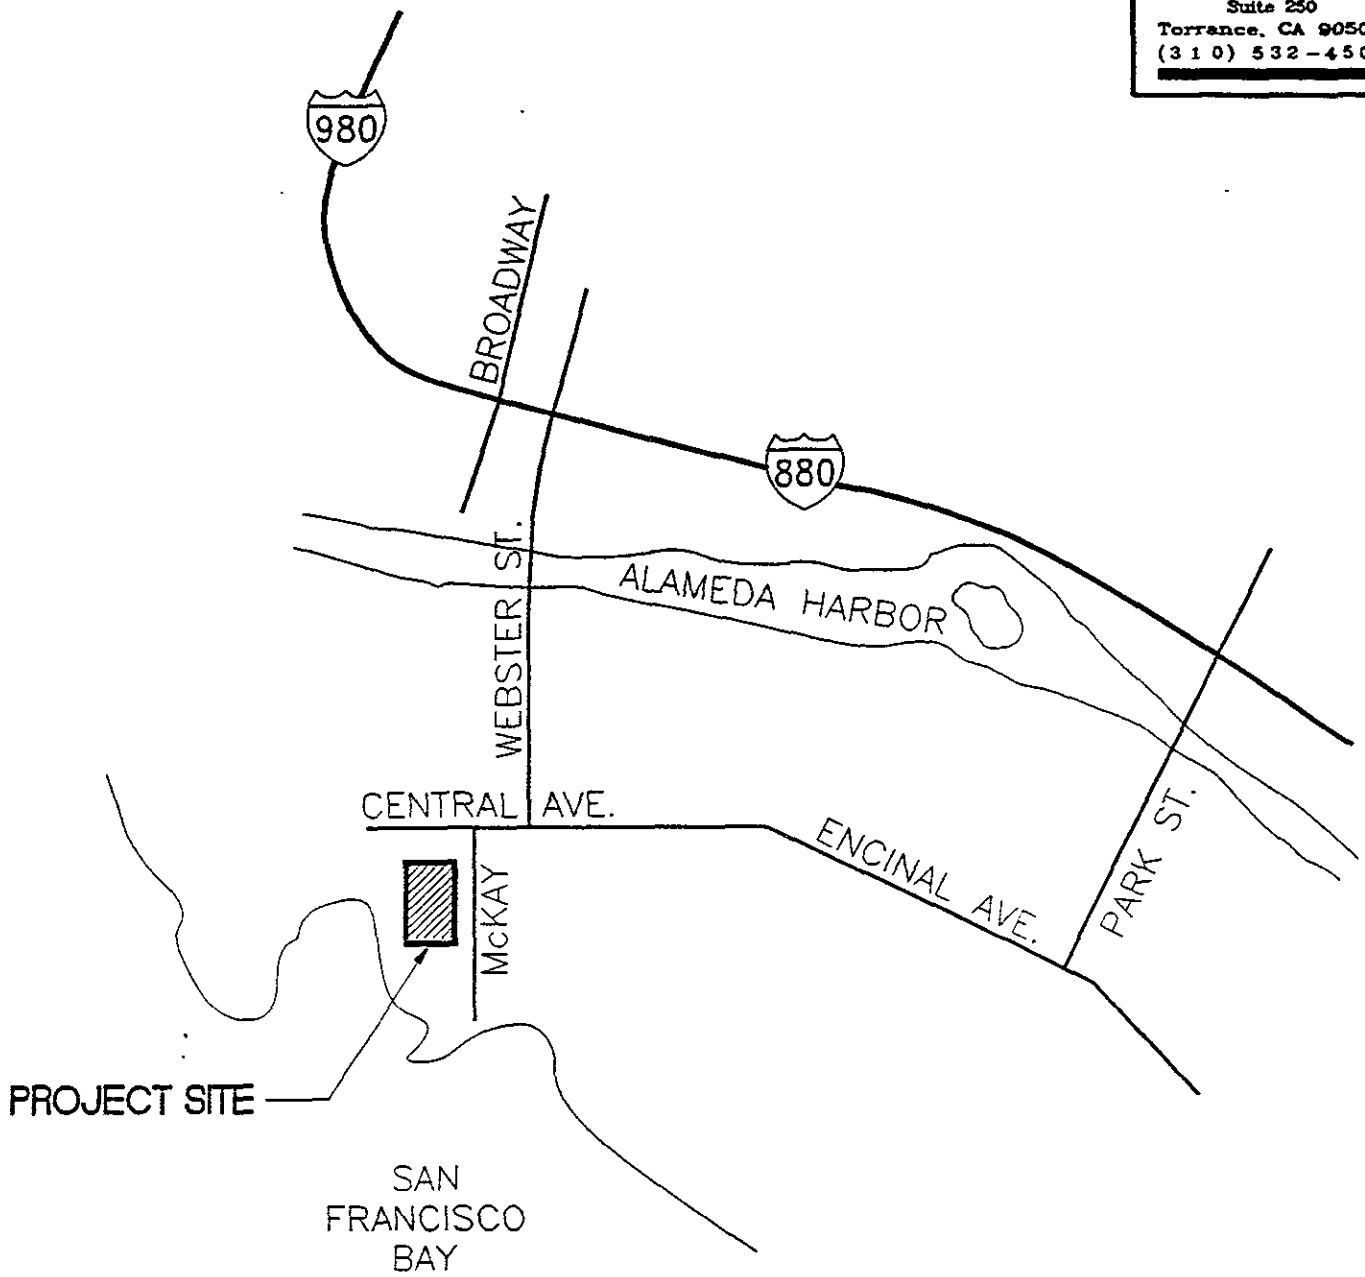 Suite 250
Torrance, CA 9050
(310) 532-450
980
BROADWAY
880
WEBSTER ST.
ALAMEDA HARBOR
CENTRAL AVE.
ENCINAL AVE.
PARK ST.
McKAY
PROJECT SITE
SAN
FRANCISCO
BAY